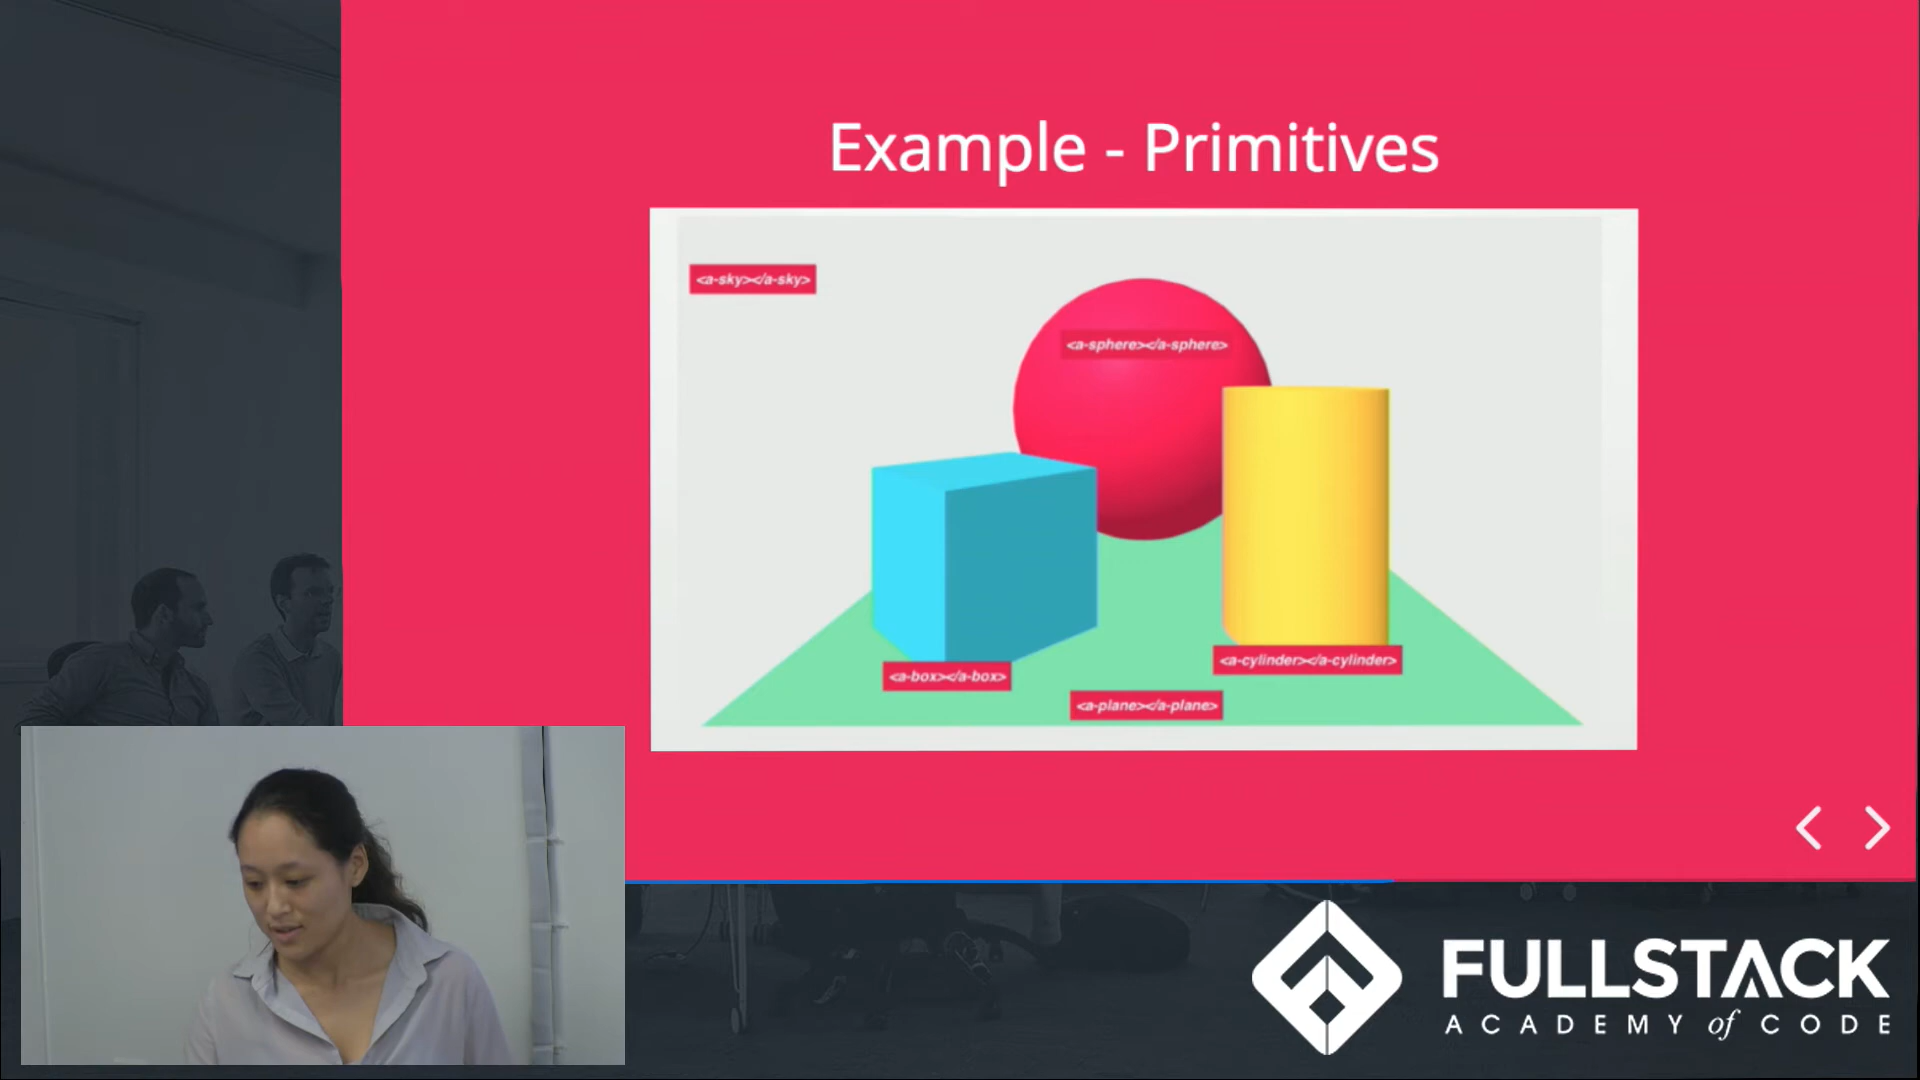 Example - Primitives
<a-sky></a-sky>
<a-sphere></a-sphere>
<a-cylinder></a-cylinder>
<a-box></a-box>
<a-plane></a-plane>
FULLSTACK
ACADEMY of CODE